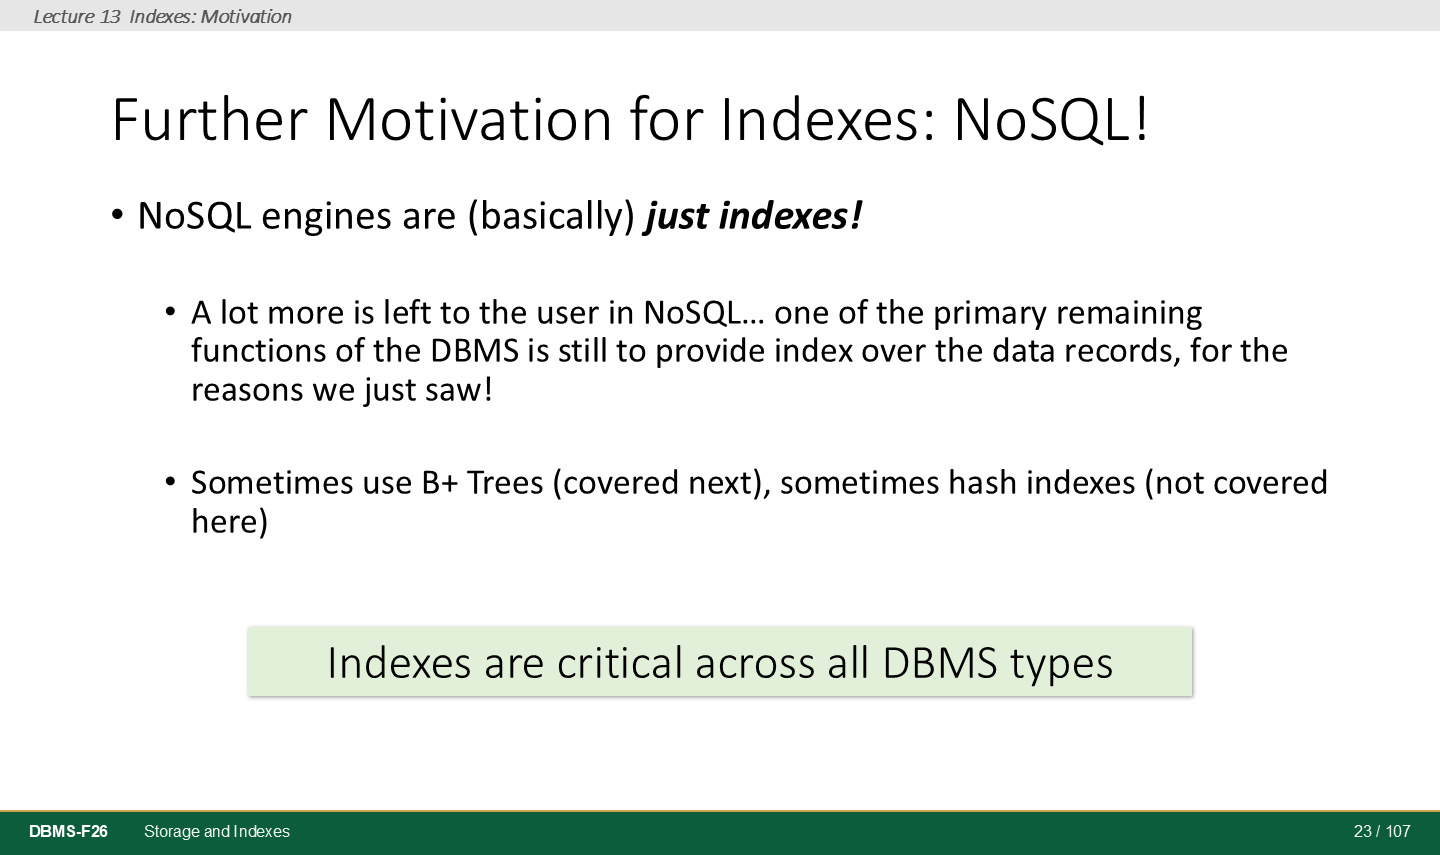 Lecture 13 Indexes: Motivation
Further Motivation for Indexes: NoSQL!
• NoSQL engines are (basically) just indexes!
• A lot more is left to the user in NoSQL... one of the primary remaining
functions of the DBMS is still to provide index over the data records, for the
reasons we just saw!
• Sometimes use B+ Trees (covered next), sometimes hash indexes (not covered
here)
Indexes are critical across all DBMS types
DBMS-F26 Storage and Indexes 23 / 107